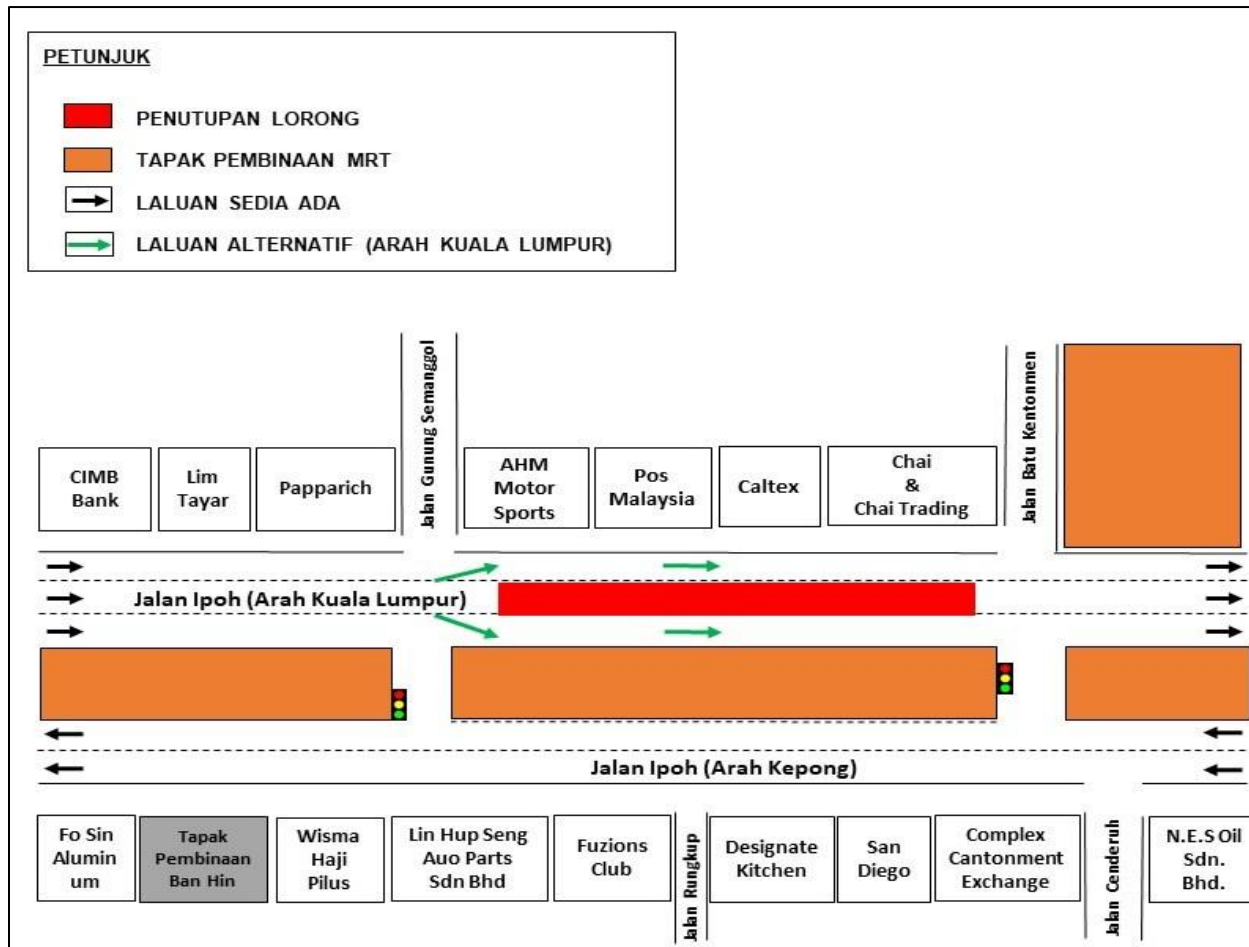 PETUNJUK
PENUTUPAN LORONG
TAPAK PEMBINAAN MRT
LALUAN SEDIA ADA
LALUAN ALTERNATIF (ARAH KUALA LUMPUR)
Jalan Gunung Semanggol
Jalan Batu Kentonmen
CIMB
Bank
Lim
Tayar
Papparich
AHM
Motor
Sports
Pos
Malaysia
Caltex
Chai
&
Chai Trading
Jalan Ipoh (Arah Kuala Lumpur)
Jalan Ipoh (Arah Kepong)
Fo Sin
Alumin
um
Tapak
Pembinaan
Ban Hin
Wisma
Haji
Pilus
Lin Hup Seng
Auo Parts
Sdn Bhd
Fuzions
Club
Jalan Rungkup
Designate
Kitchen
San
Diego
Complex
Cantonment
Exchange
Jalan Cenderuh
N.E.S Oil
Sdn.
Bhd.